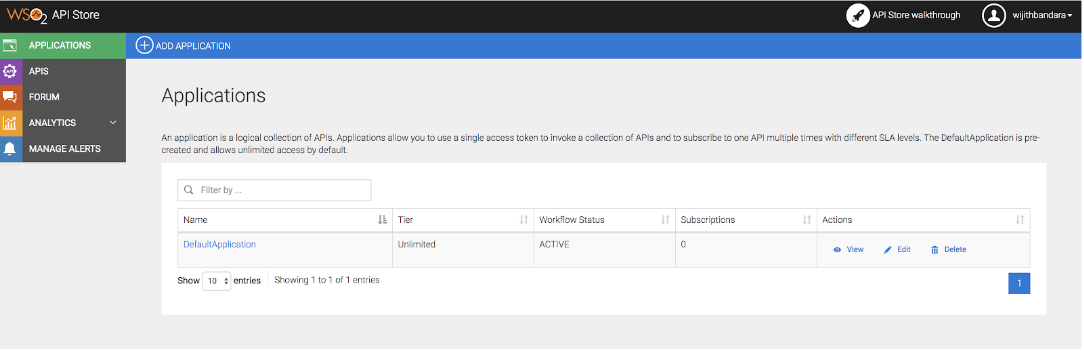 WSO2 API Store
API Store walkthrough
wijithbandara
APPLICATIONS
ADD APPLICATION
APIS
FORUM
ANALYTICS
MANAGE ALERTS
Applications
An application is a logical collection of APIs. Applications allow you to use a single access token to invoke a collection of APIs and to subscribe to one API multiple times with different SLA levels. The DefaultApplication is pre-
created and allows unlimited access by default.
Filter by ...
Name Tier Workflow Status Subscriptions Actions
DefaultApplication Unlimited ACTIVE 0 View Edit Delete
Show 10 entries Showing 1 to 1 of 1 entries 1